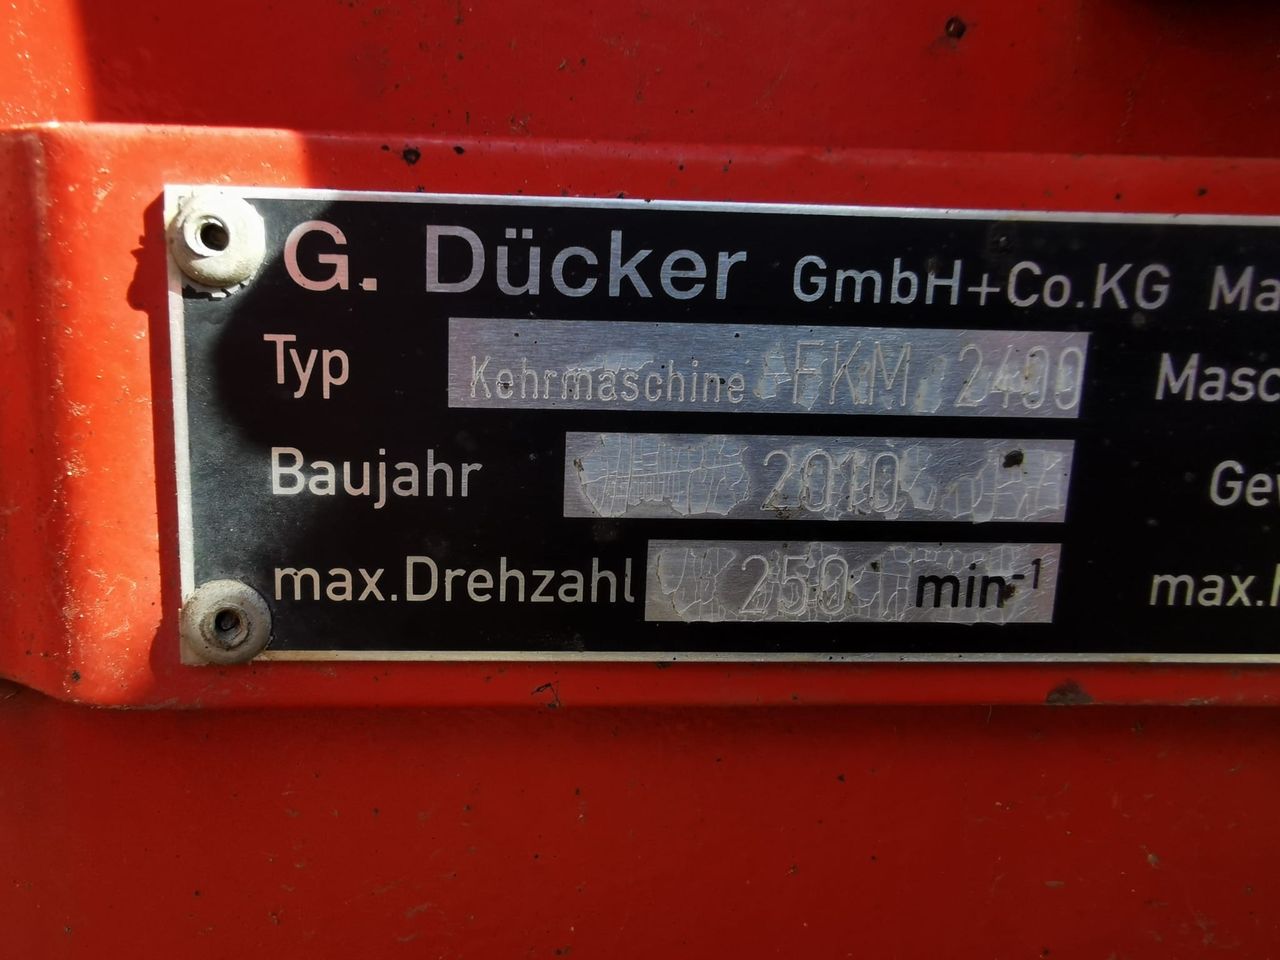 G. Dücker GmbH+Co.KG Ma
Typ Kehrmaschine FKM 2400 Masc
Baujahr 2010 Gew
max.Drehzahl 250 min-1 max.